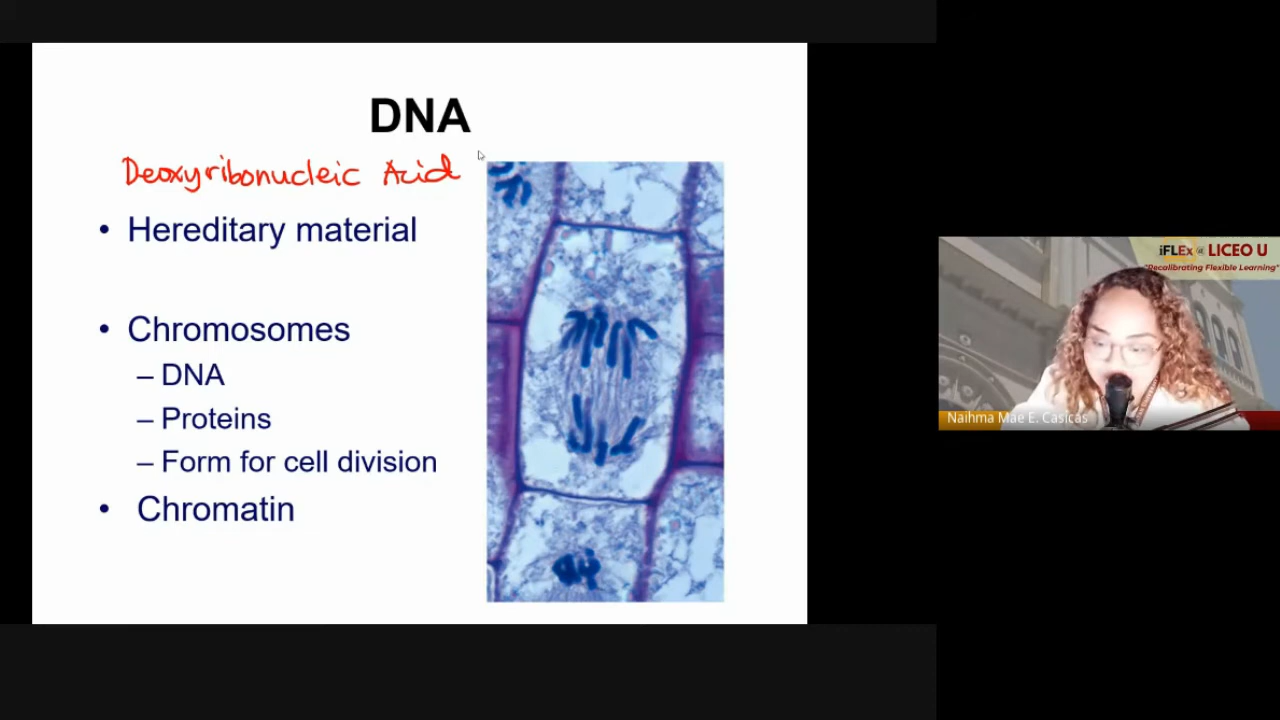 DNA
Deoxyribonucleic Acid
• Hereditary material
• Chromosomes
– DNA
– Proteins
– Form for cell division
• Chromatin
iFLEx @ LICEO U
"Recalibrating Flexible Learning"
Naihma Mae E. Casicas